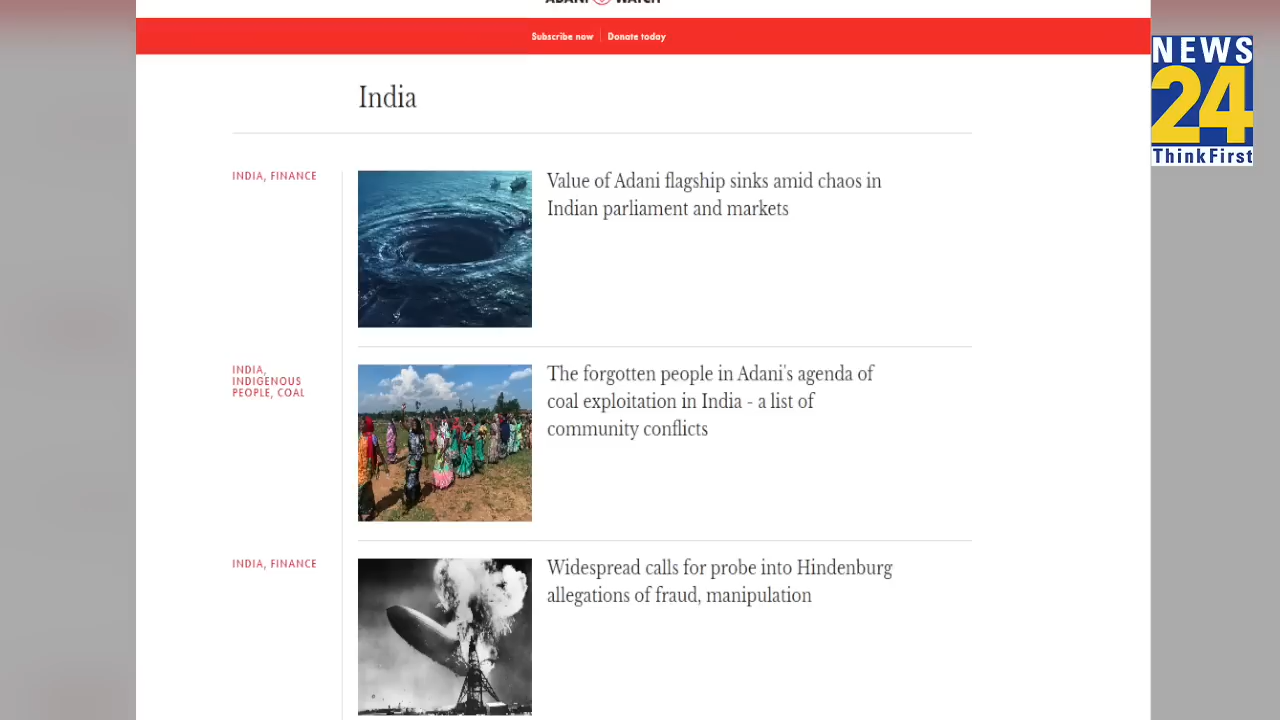 ADANI WATCH
Subscribe now
Donate today
NEWS
24
ThinkFirst
India
INDIA, FINANCE
Value of Adani flagship sinks amid chaos in
Indian parliament and markets
INDIA,
INDIGENOUS
PEOPLE, COAL
The forgotten people in Adani's agenda of
coal exploitation in India - a list of
community conflicts
INDIA, FINANCE
Widespread calls for probe into Hindenburg
allegations of fraud, manipulation